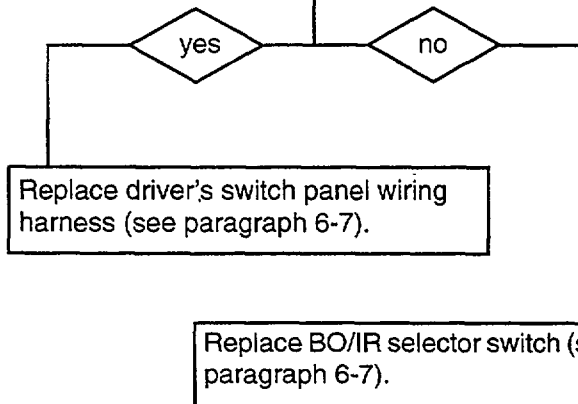 yes
no
Replace driver's switch panel wiring
harness (see paragraph 6-7).
Replace BO/IR selector switch (
paragraph 6-7).